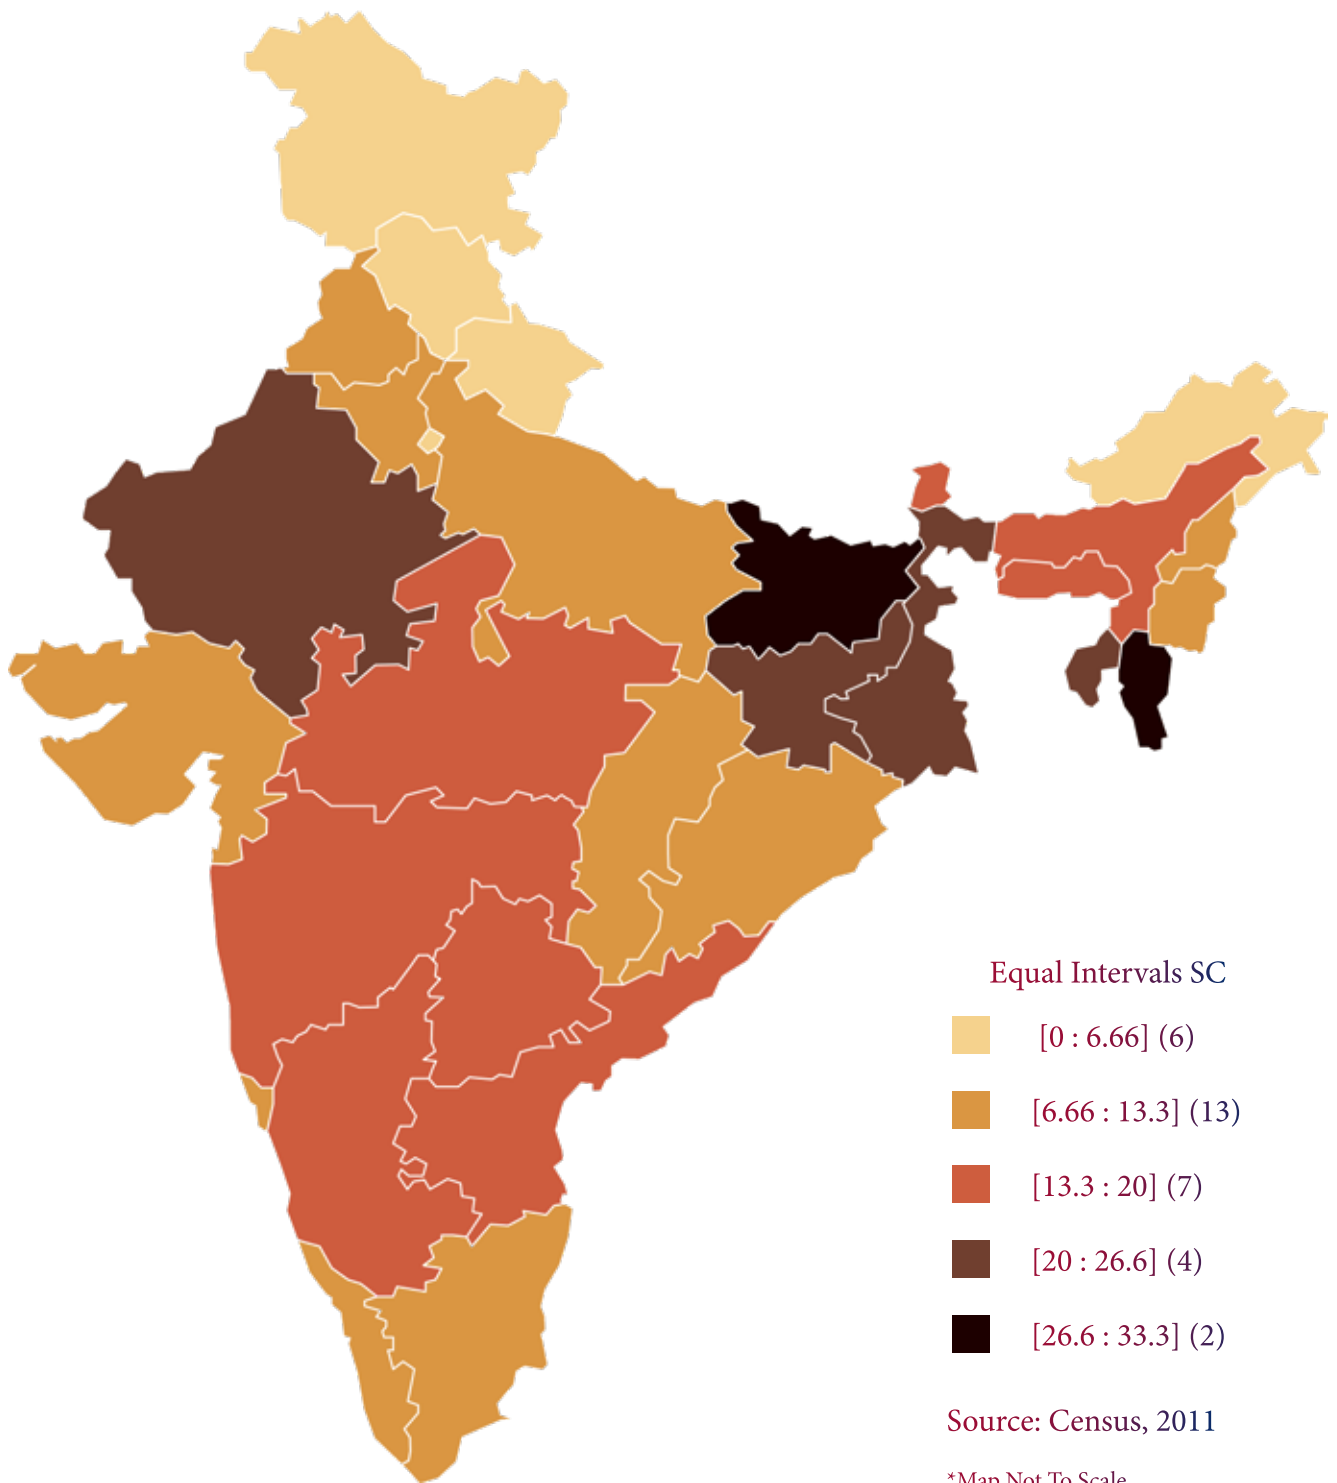 Equal Intervals SC
[0 : 6.66] (6)
[6.66 : 13.3] (13)
[13.3 : 20] (7)
[20 : 26.6] (4)
[26.6 : 33.3] (2)
Source: Census, 2011
*Map Not To Scale